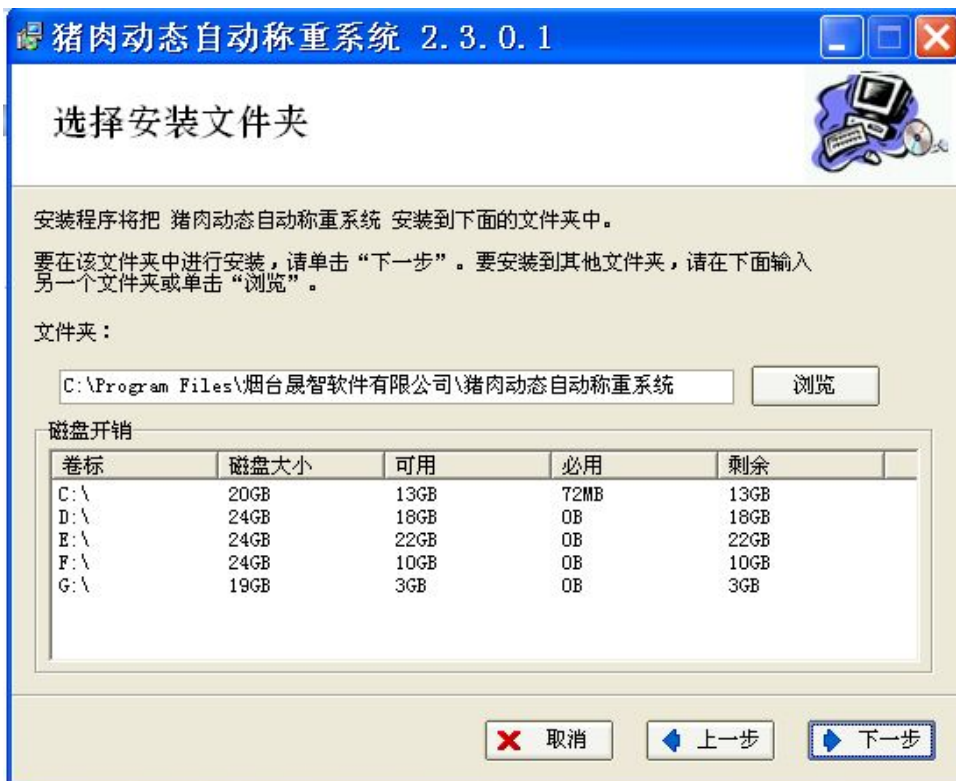 猪肉动态自动称重系统 2.3.0.1
选择安装文件夹
安装程序将把 猪肉动态自动称重系统 安装到下面的文件夹中。
要在该文件夹中进行安装，请单击“下一步”。要安装到其他文件夹，请在下面输入
另一个文件夹或单击“浏览”。
文件夹：
C:\Program Files\烟台晟智软件有限公司\猪肉动态自动称重系统 浏览
磁盘开销
卷标 磁盘大小 可用 必用 剩余
C:\ 20GB 13GB 72MB 13GB
D:\ 24GB 18GB 0B 18GB
E:\ 24GB 22GB 0B 22GB
F:\ 24GB 10GB 0B 10GB
G:\ 19GB 3GB 0B 3GB
取消 上一步 下一步